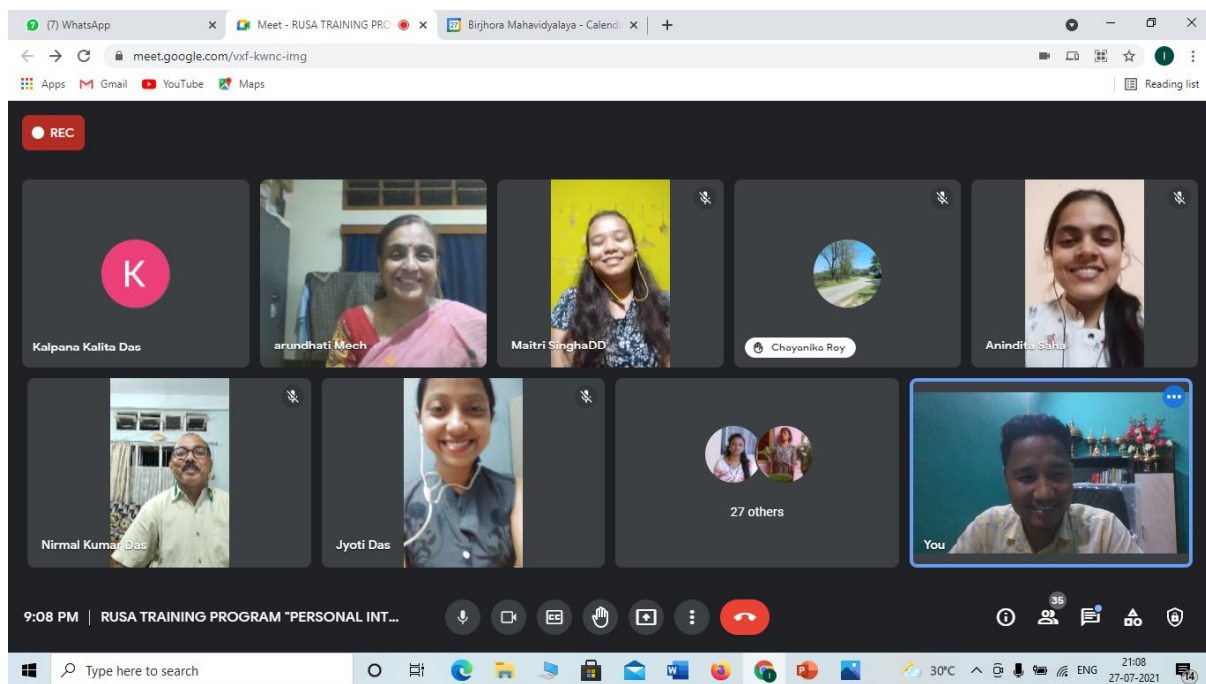 (7) WhatsApp
Meet - RUSA TRAINING PRO
Birjhora Mahavidyalaya - Calenda
meet.google.com/vxf-kwnc-img
Apps Gmail YouTube Maps Reading list
REC
K
Kalpana Kalita Das
arundhati Mech
Maitri SinghaDD
Chayanika Roy
Anindita Saha
Nirmal Kumar Das
Jyoti Das
27 others
You
9:08 PM | RUSA TRAINING PROGRAM "PERSONAL INT...
35
Type here to search
30°C
ENG
21:08
27-07-2021
14